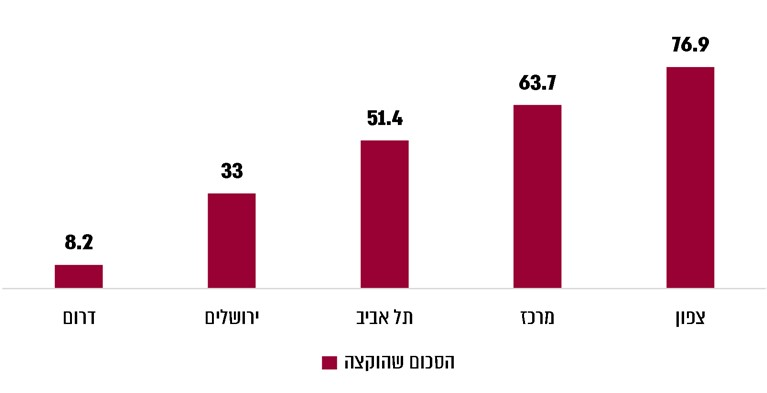 76.9
63.7
51.4
33
8.2
צפון
מרכז
תל אביב
ירושלים
דרום
הסכום שהוקצה